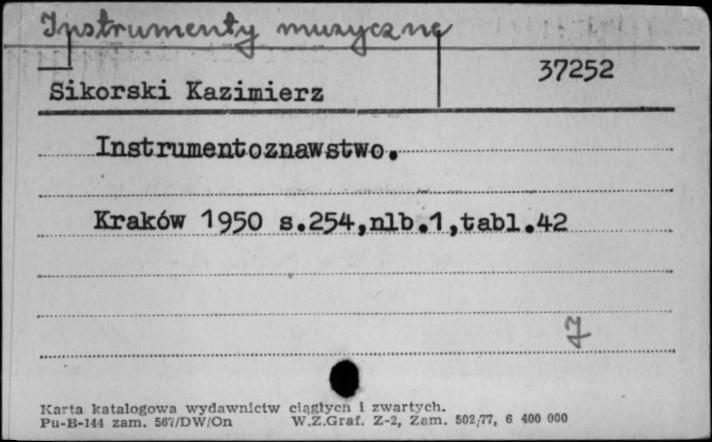 Instrumenty muzyczne
37252
Sikorski Kazimierz
Instrumentoznawstwo.
Kraków 1950 s.254,nlb.1,tabl.42
7
Karta katalogowa wydawnictw ciągłych i zwartych.
Pu-B-144 zam. 567/DW/On W.Z.Graf. Z-2, Zam. 502/77, 6 400 000